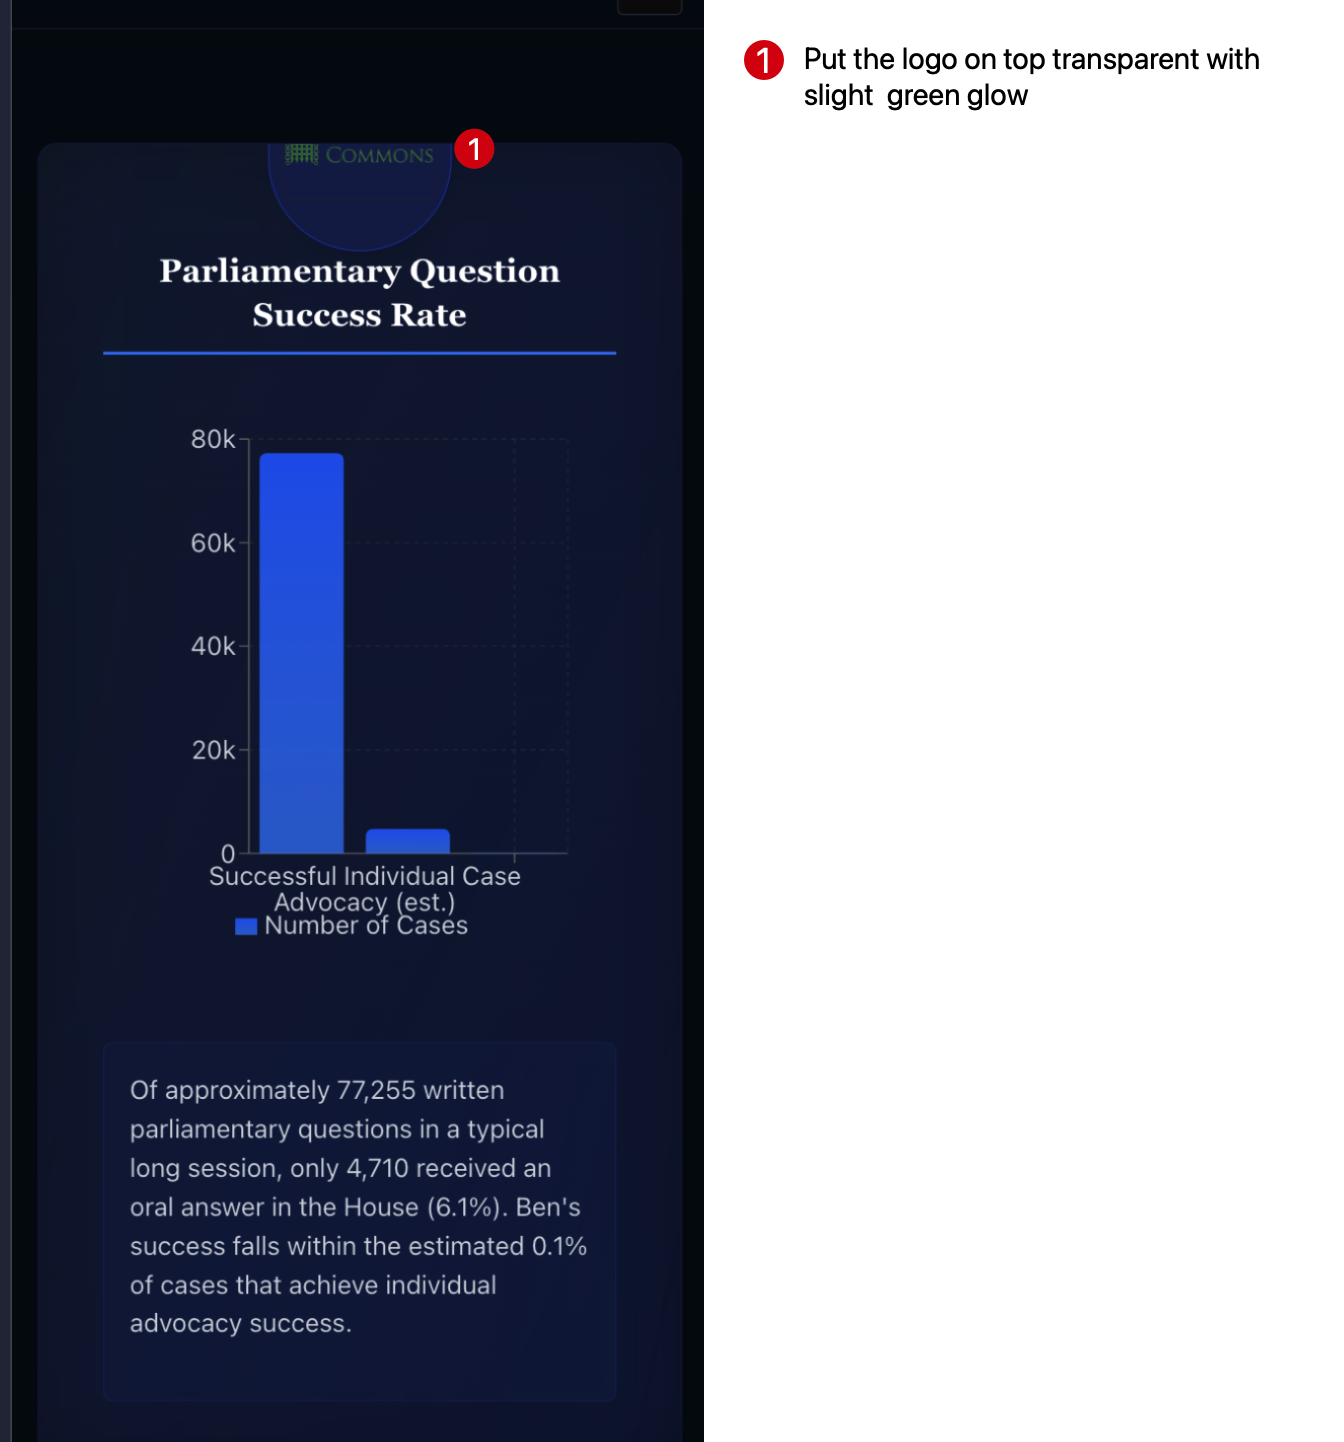 COMMONS
1
Parliamentary Question
Success Rate
80k
60k
40k
20k
0
Successful Individual Case
Advocacy (est.)
Number of Cases
Of approximately 77,255 written
parliamentary questions in a typical
long session, only 4,710 received an
oral answer in the House (6.1%). Ben's
success falls within the estimated 0.1%
of cases that achieve individual
advocacy success.
1 Put the logo on top transparent with
slight  green glow